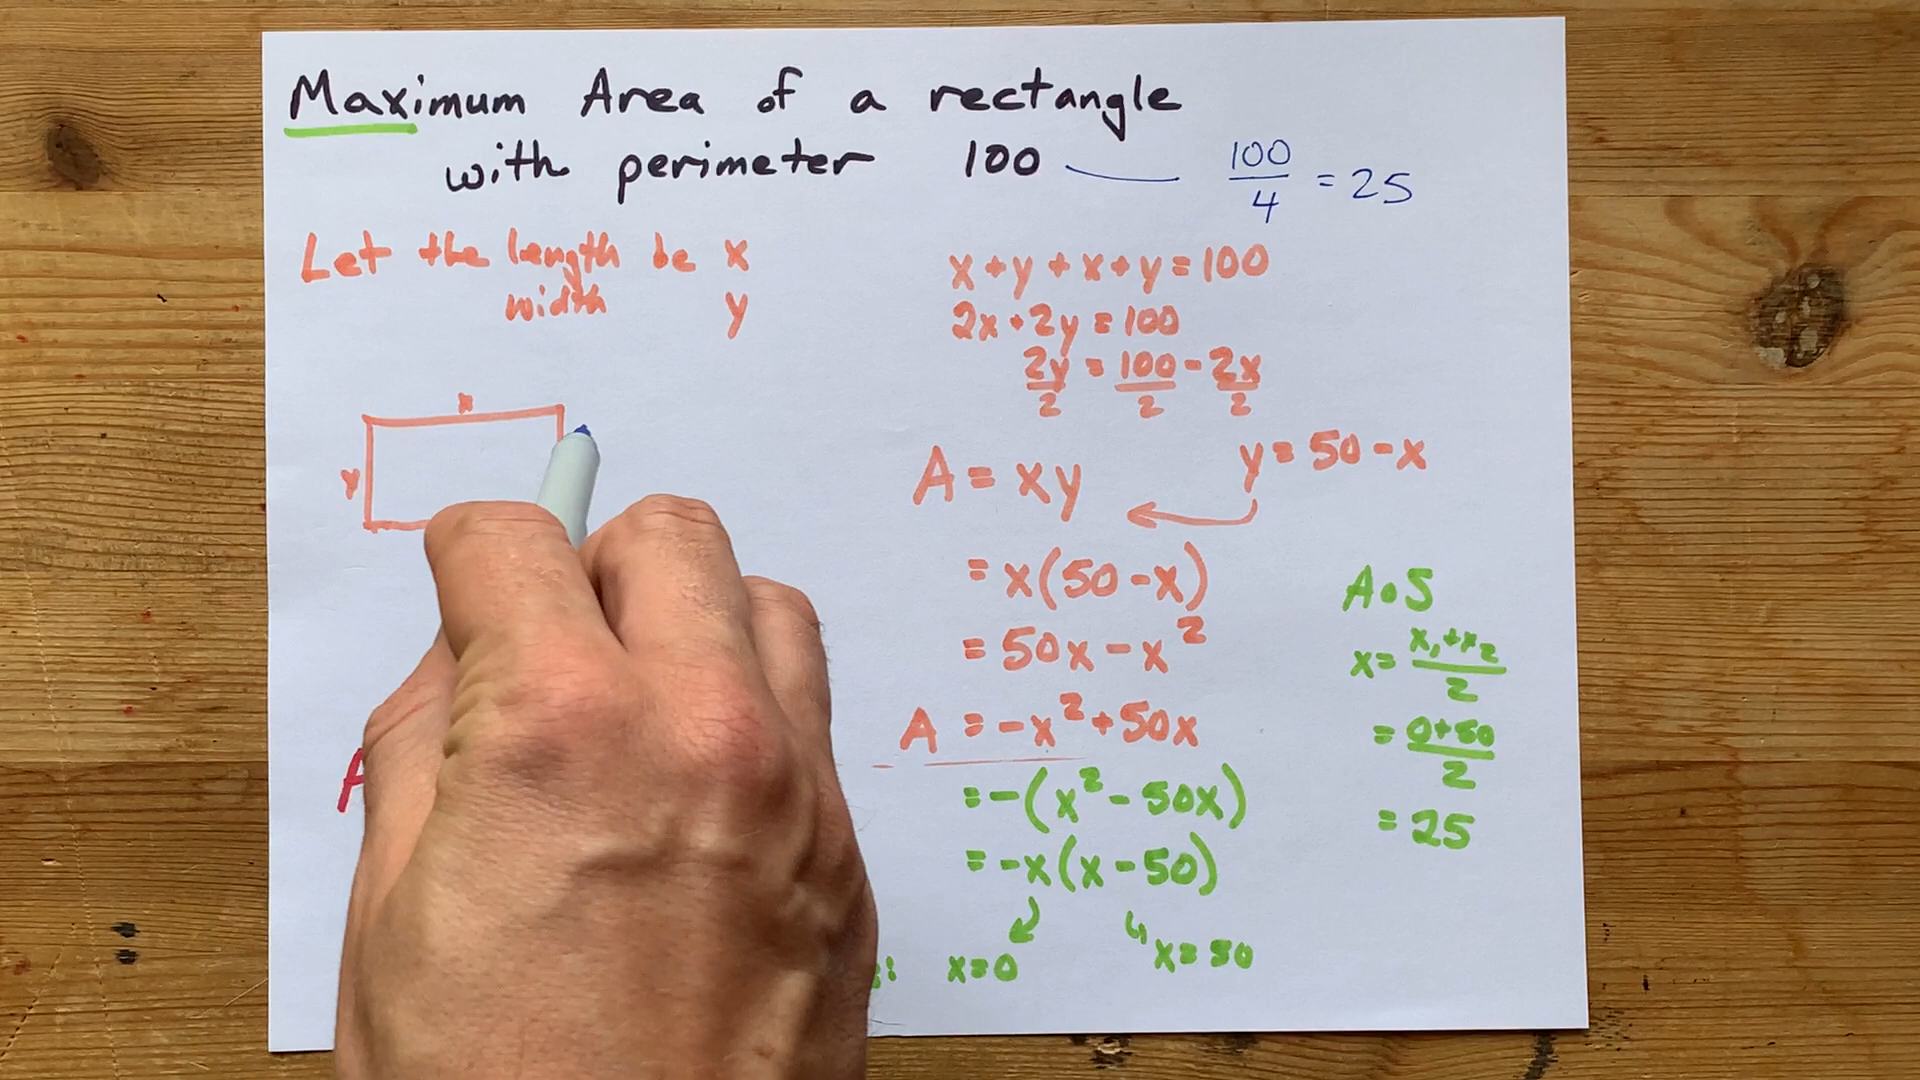 Maximum Area of a rectangle
with perimeter 100
100/4 = 25
Let the length be x
width y
x
y
x + y + x + y = 100
2x + 2y = 100
2y/2 = 100/2 - 2x/2
y = 50 - x
A = xy
= x(50 - x)
= 50x - x²
A = -x² + 50x
= -(x² - 50x)
= -x(x - 50)
x = 0
x = 50
A o S
x = x₁ + x₂/2
= 0 + 50/2
= 25